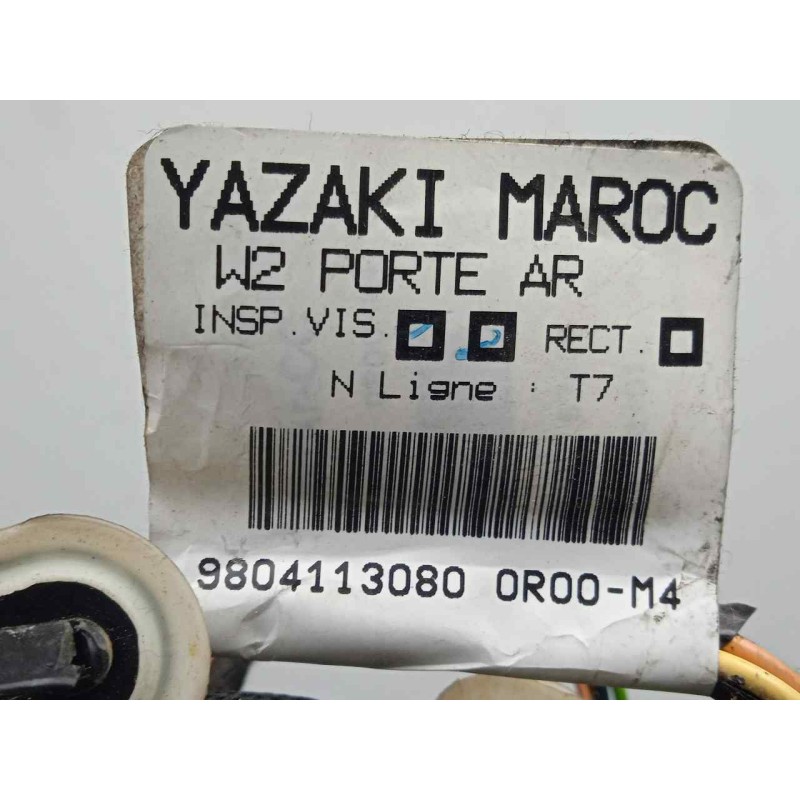 YAZAKI MAROC
W2 PORTE AR
INSP.VIS. RECT.
N Ligne : T7
9804113080 0R00-M4